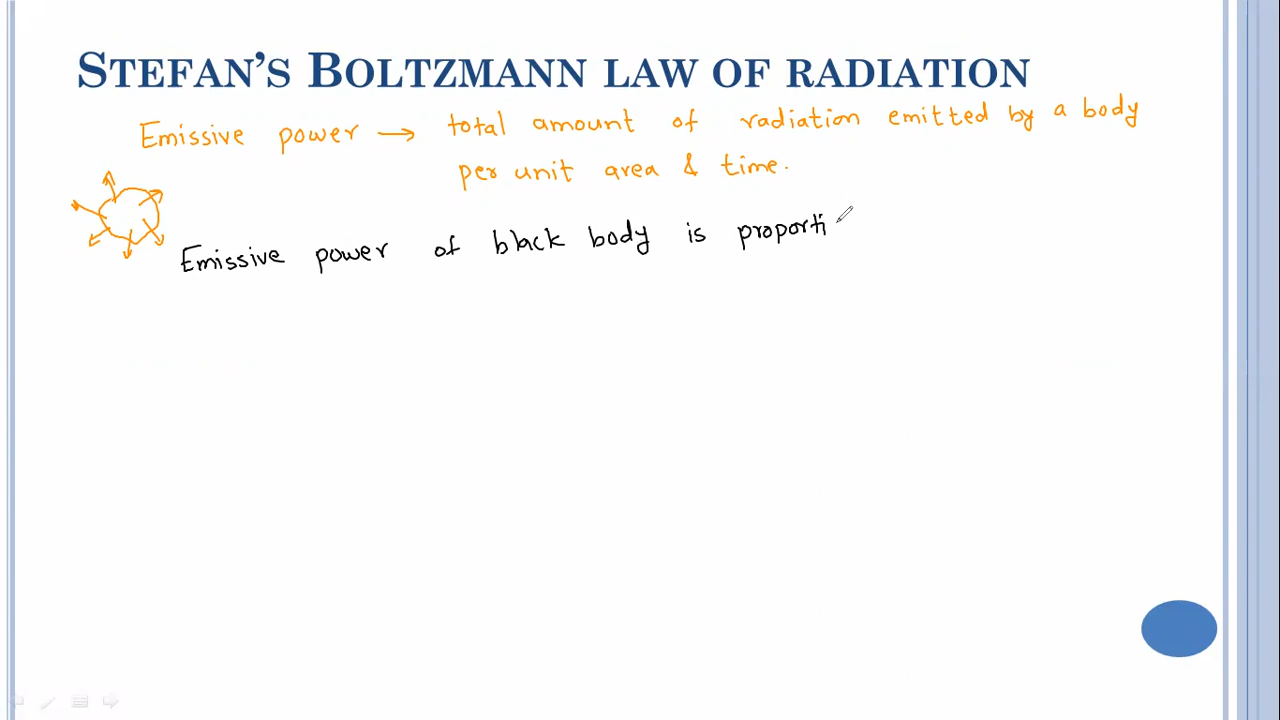 STEFAN'S BOLTZMANN LAW OF RADIATION
Emissive power → total amount of radiation emitted by a body
per unit area & time.
Emissive power of black body is proporti